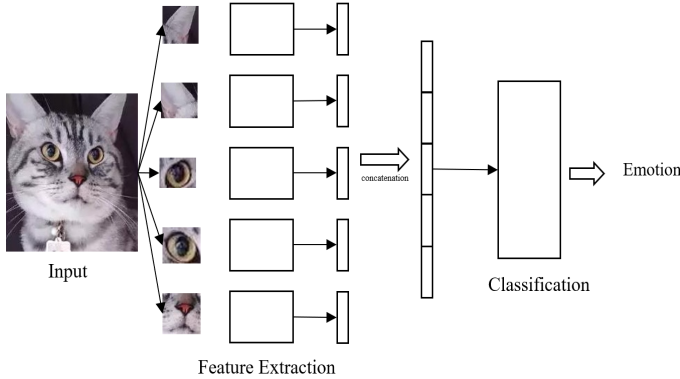 concatenation
Emotion
Input
Classification
Feature Extraction